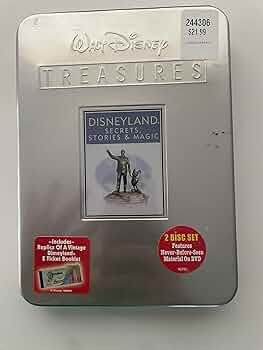 244306
$21.99
WALT DISNEY
TREASURES
DISNEYLAND
SECRETS,
STORIES & MAGIC
~Includes~
Replica Of A Vintage
Disneyland
E Ticket Booklet
2 DISC SET
Features
Never-Before-Seen
Material On DVD